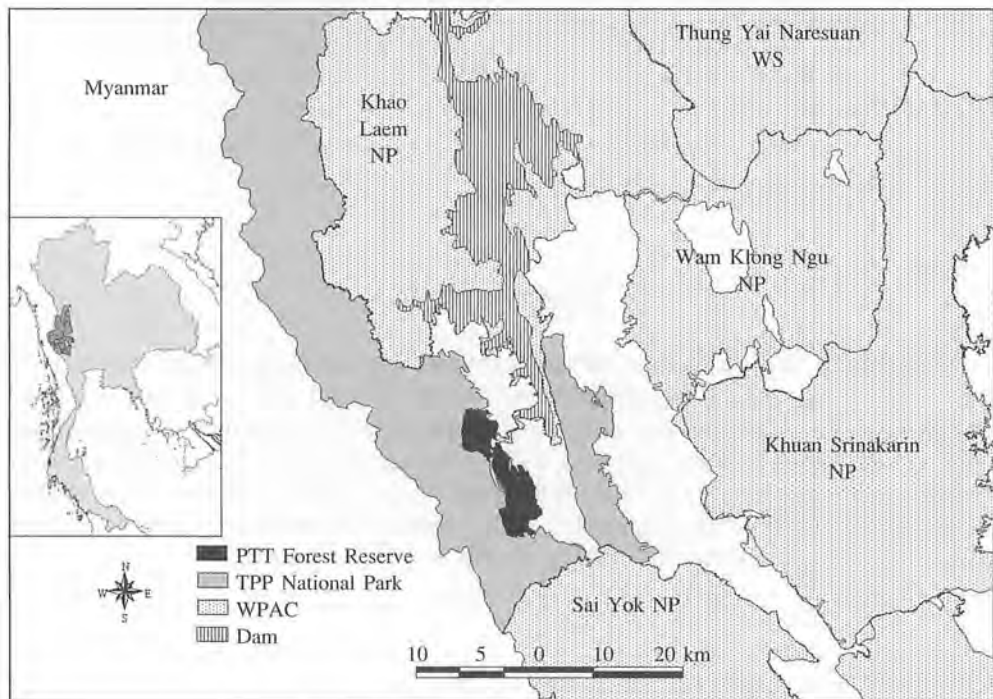 Thung Yai Naresuan
WS
Myanmar
Khao
Laem
NP
Wam Klong Ngu
NP
Khuan Srinakarin
NP
PTT Forest Reserve
TPP National Park
WPAC
Dam
N
W E
S
Sai Yok NP
10 5 0 10 20 km